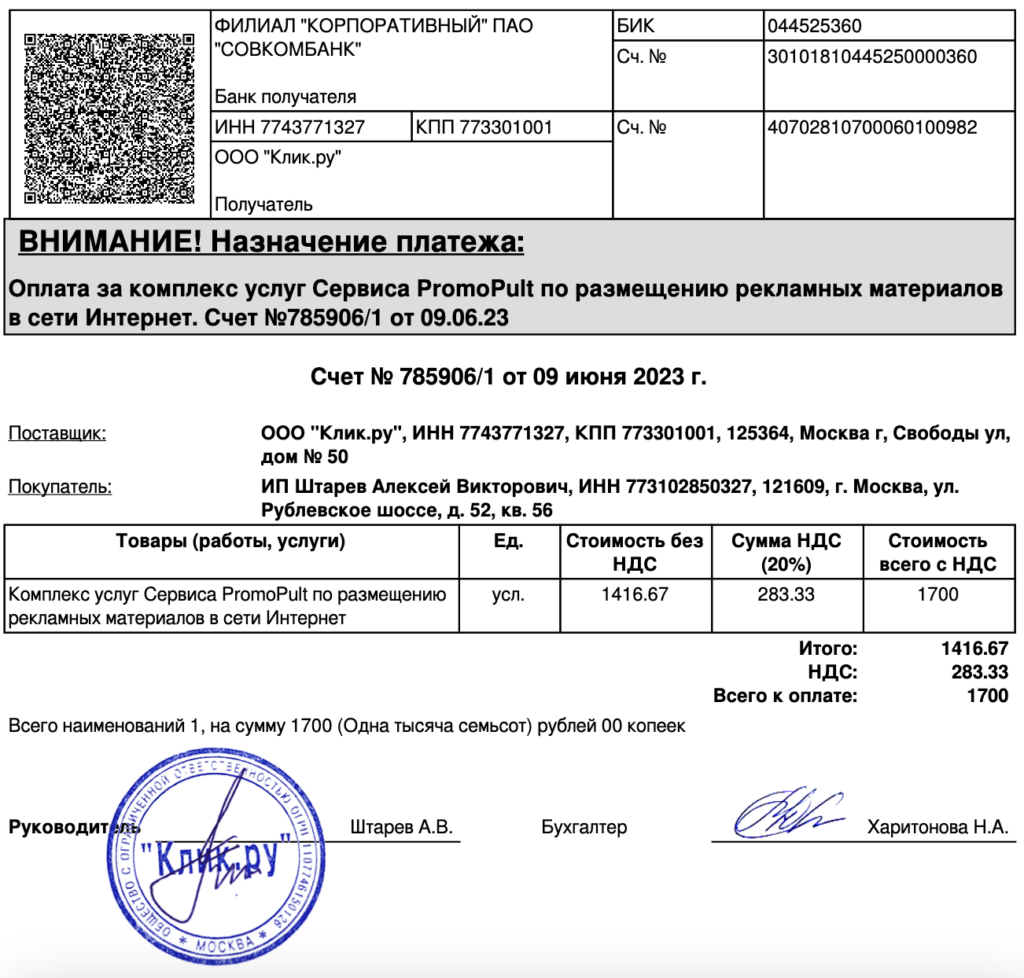 ФИЛИАЛ "КОРПОРАТИВНЫЙ" ПАО
"СОВКОМБАНК"
Банк получателя
БИК 044525360
Сч. № 30101810445250000360
ИНН 7743771327 КПП 773301001
Сч. № 40702810700060100982
ООО "Клик.ру"
Получатель
ВНИМАНИЕ! Назначение платежа:
Оплата за комплекс услуг Сервиса PromoPult по размещению рекламных материалов
в сети Интернет. Счет №785906/1 от 09.06.23
Счет № 785906/1 от 09 июня 2023 г.
Поставщик: ООО "Клик.ру", ИНН 7743771327, КПП 773301001, 125364, Москва г, Свободы ул,
дом № 50
Покупатель: ИП Штарев Алексей Викторович, ИНН 773102850327, 121609, г. Москва, ул.
Рублевское шоссе, д. 52, кв. 56
Товары (работы, услуги) Ед. Стоимость без НДС Сумма НДС (20%) Стоимость всего с НДС
Комплекс услуг Сервиса PromoPult по размещению
рекламных материалов в сети Интернет
усл. 1416.67 283.33 1700
Итого: 1416.67
НДС: 283.33
Всего к оплате: 1700
Всего наименований 1, на сумму 1700 (Одна тысяча семьсот) рублей 00 копеек
Руководитель Штарев А.В. Бухгалтер Харитонова Н.А.
ОБЩЕСТВО С ОГРАНИЧЕННОЙ ОТВЕТСТВЕННОСТЬЮ ОГРН 1107746150126
"Клик.ру"
* МОСКВА *